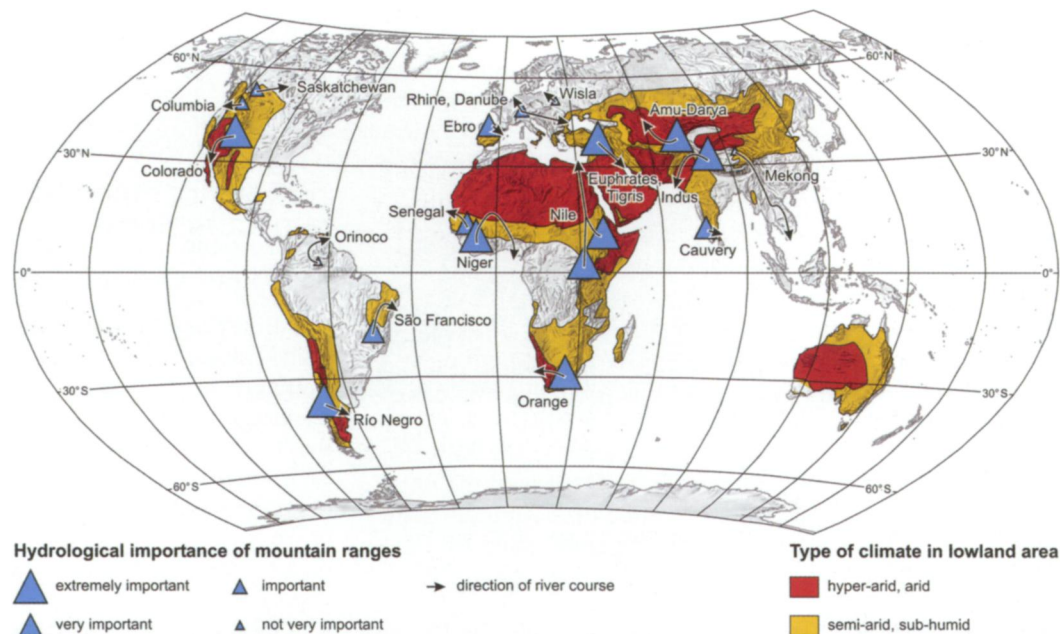 60°N
60°N
Saskatchewan
Columbia
Rhine, Danube
Wisla
Amu-Darya
Ebro
30°N
30°N
Colorado
Euphrates,
Tigris
Indus
Mekong
Senegal
Nile
Orinoco
Niger
Cauvery
0°
0°
São Francisco
30°S
30°S
Orange
Río Negro
60°S
60°S
Hydrological importance of mountain ranges
extremely important
important
direction of river course
very important
not very important
Type of climate in lowland area
hyper-arid, arid
semi-arid, sub-humid